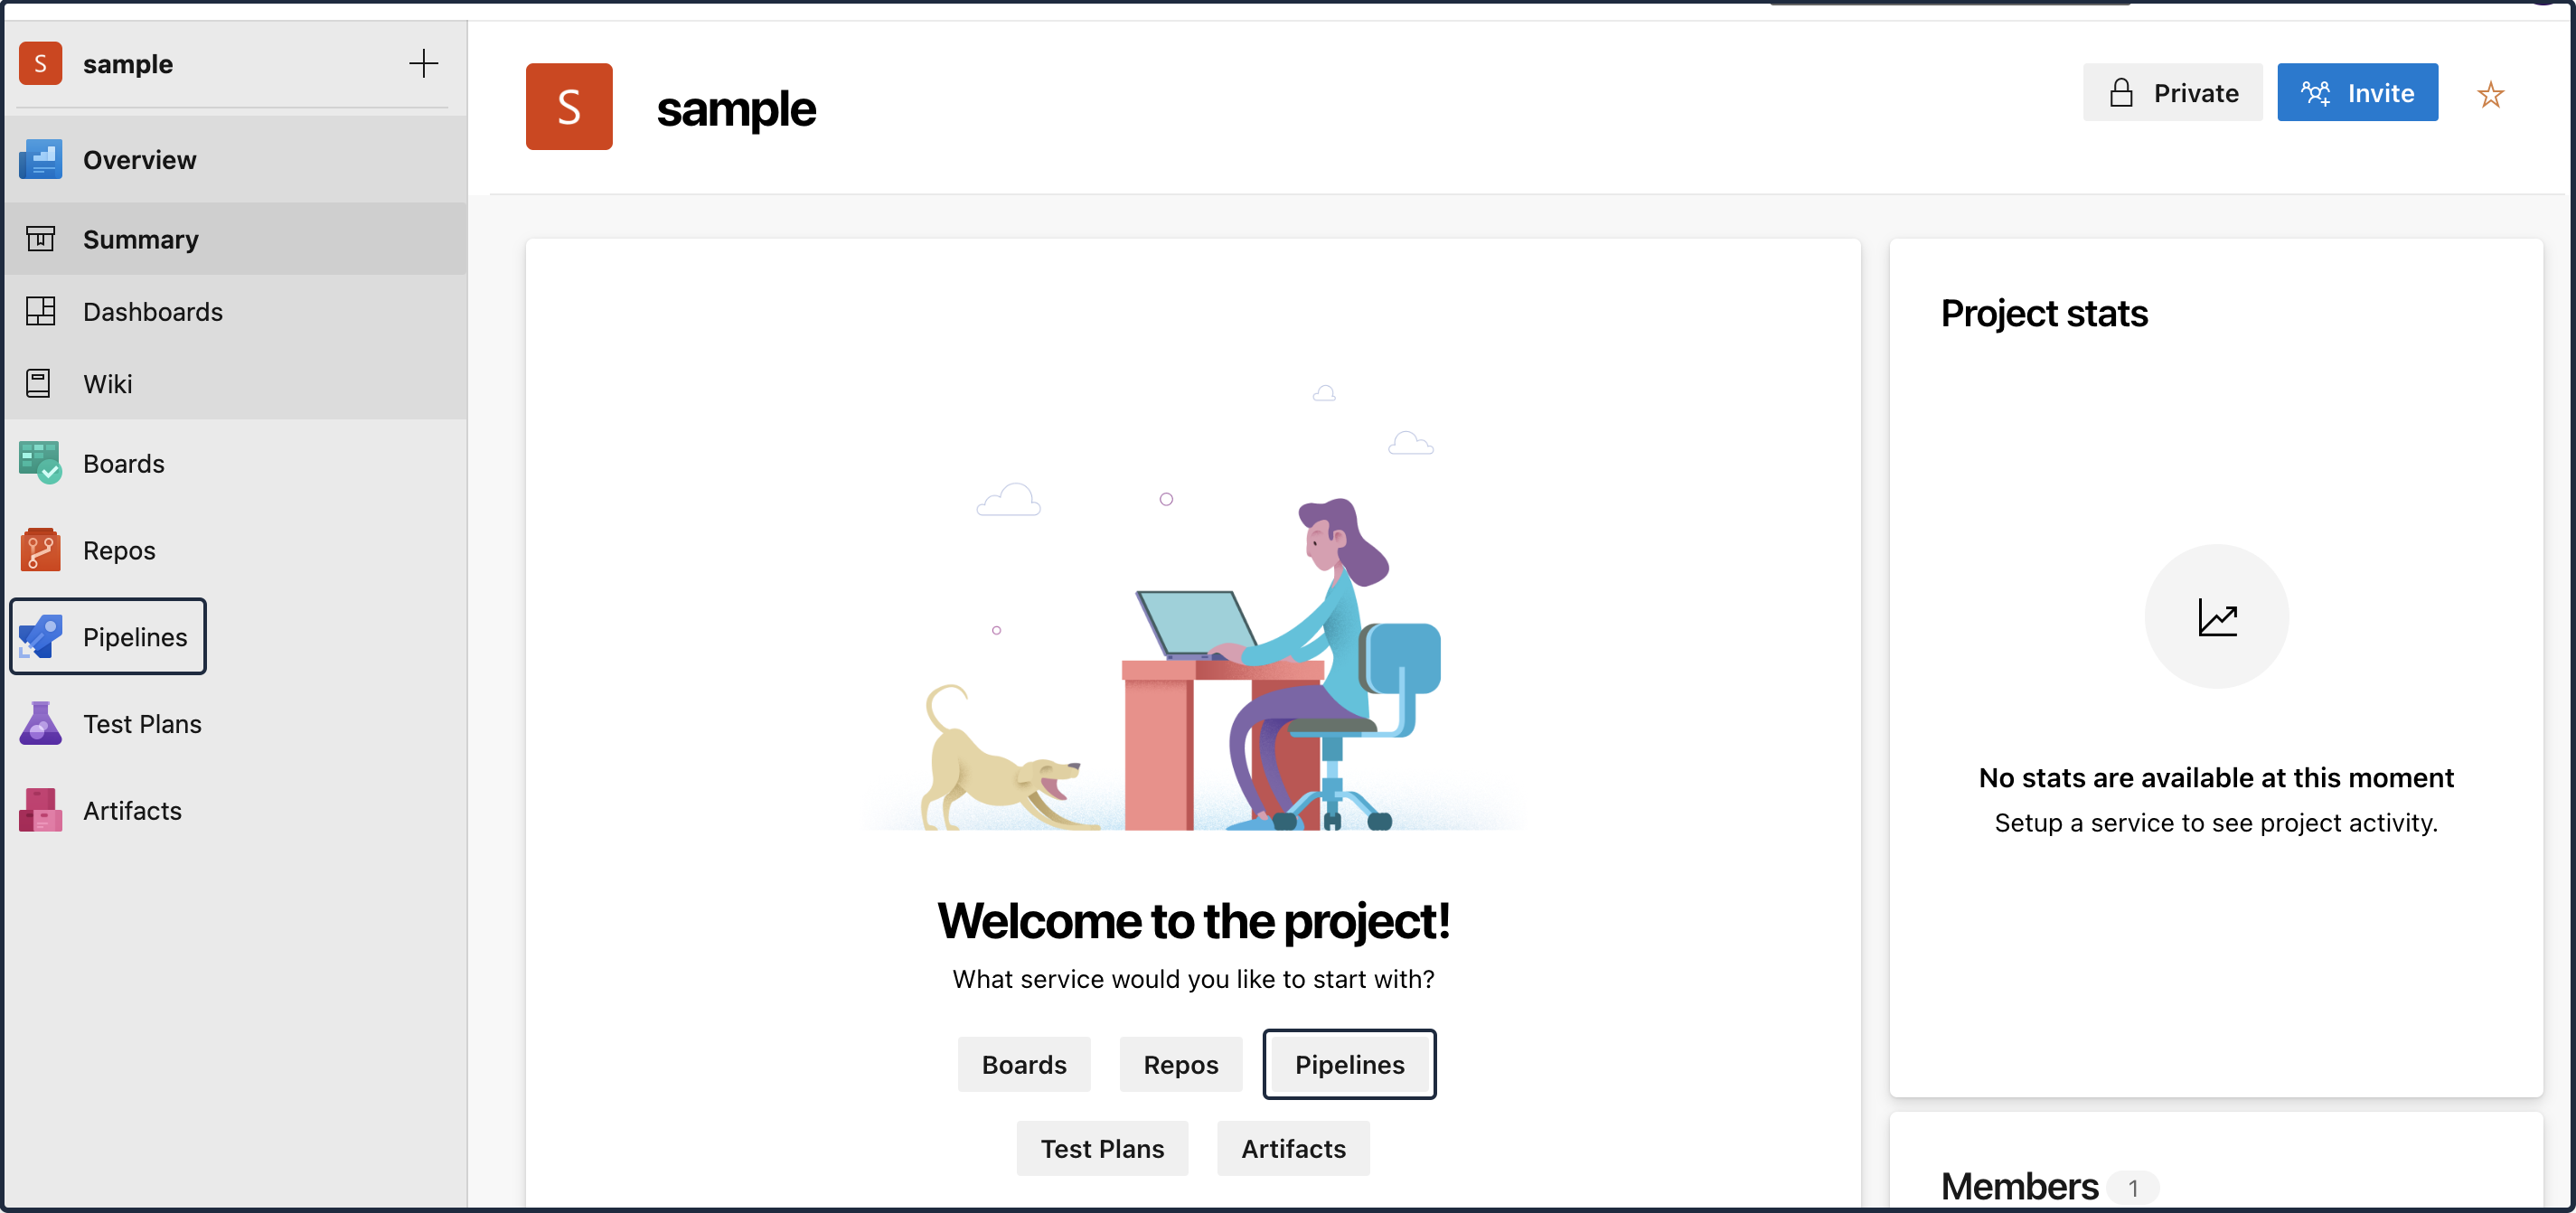 S sample
Overview
Summary
Dashboards
Wiki
Boards
Repos
Pipelines
Test Plans
Artifacts
S sample
Private Invite
Welcome to the project!
What service would you like to start with?
Boards Repos Pipelines
Test Plans Artifacts
Project stats
No stats are available at this moment
Setup a service to see project activity.
Members 1